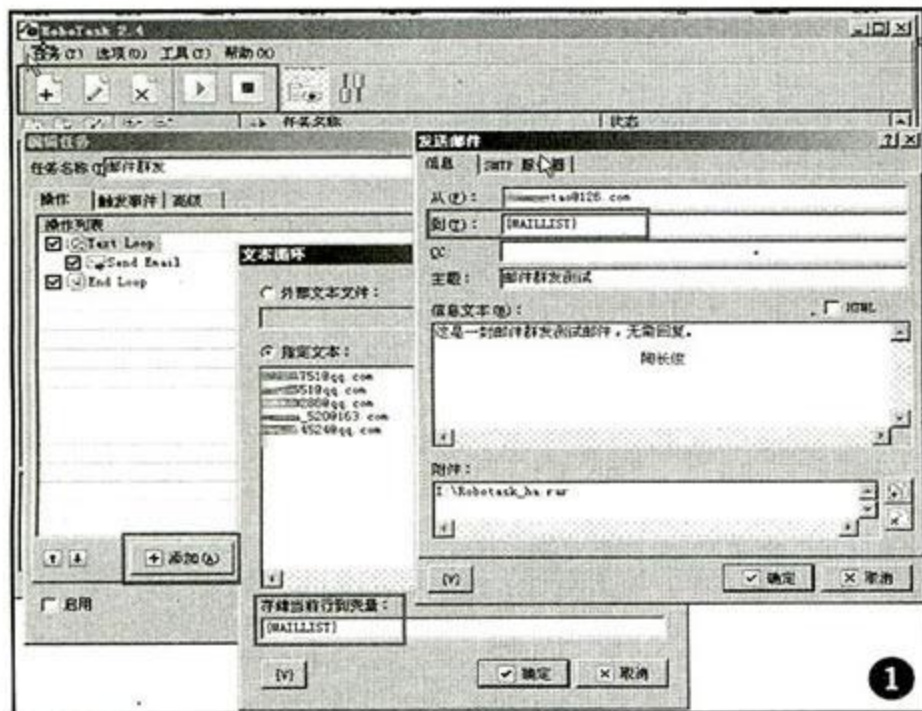 RoboTask 2.4
任务(T) 选项(O) 工具(T) 帮助(X)
任务名称 状态
编辑任务
任务名称(T) 邮件群发
操作 触发事件 高级
操作列表
Text Loop
Send Email
End Loop
添加(A)
启用
文本循环
外部文本文件：
指定文本：
751@qq.com
51@qq.com
288@qq.com
_520@163.com
4524@qq.com
存储当前行到变量：
{MAILLIST}
{V} 确定 取消
发送邮件
信息 SMTP 服务器
从(F)：
tao@126.com
到(T)： {MAILLIST}
CC:
主题： 邮件群发测试
信息文本(M)： HTML
这是一封邮件群发测试邮件，无需回复。
陶长俊
附件：
I:\Robotask_ha.rar
{V} 确定 取消
1